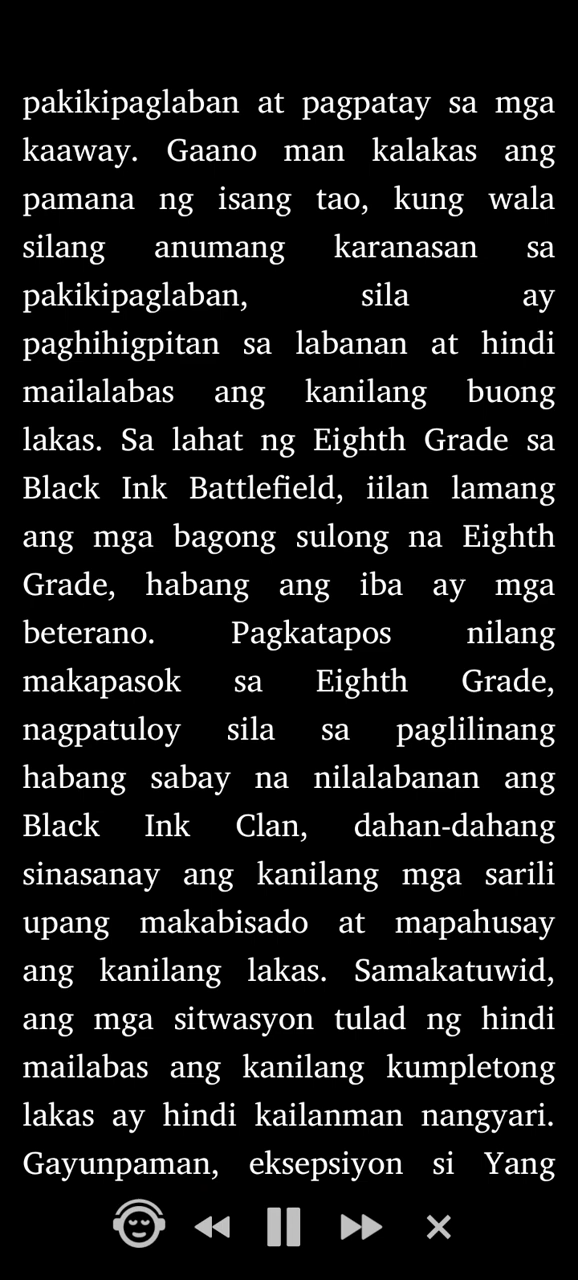 pakikipaglaban at pagpatay sa mga
kaaway. Gaano man kalakas ang
pamana ng isang tao, kung wala
silang anumang karanasan sa
pakikipaglaban, sila ay
paghihigpitan sa labanan at hindi
mailalabas ang kanilang buong
lakas. Sa lahat ng Eighth Grade sa
Black Ink Battlefield, iilan lamang
ang mga bagong sulong na Eighth
Grade, habang ang iba ay mga
beterano. Pagkatapos nilang
makapasok sa Eighth Grade,
nagpatuloy sila sa paglilinang
habang sabay na nilalabanan ang
Black Ink Clan, dahan-dahang
sinasanay ang kanilang mga sarili
upang makabisado at mapahusay
ang kanilang lakas. Samakatuwid,
ang mga sitwasyon tulad ng hindi
mailabas ang kanilang kumpletong
lakas ay hindi kailanman nangyari.
Gayunpaman, eksepsiyon si Yang